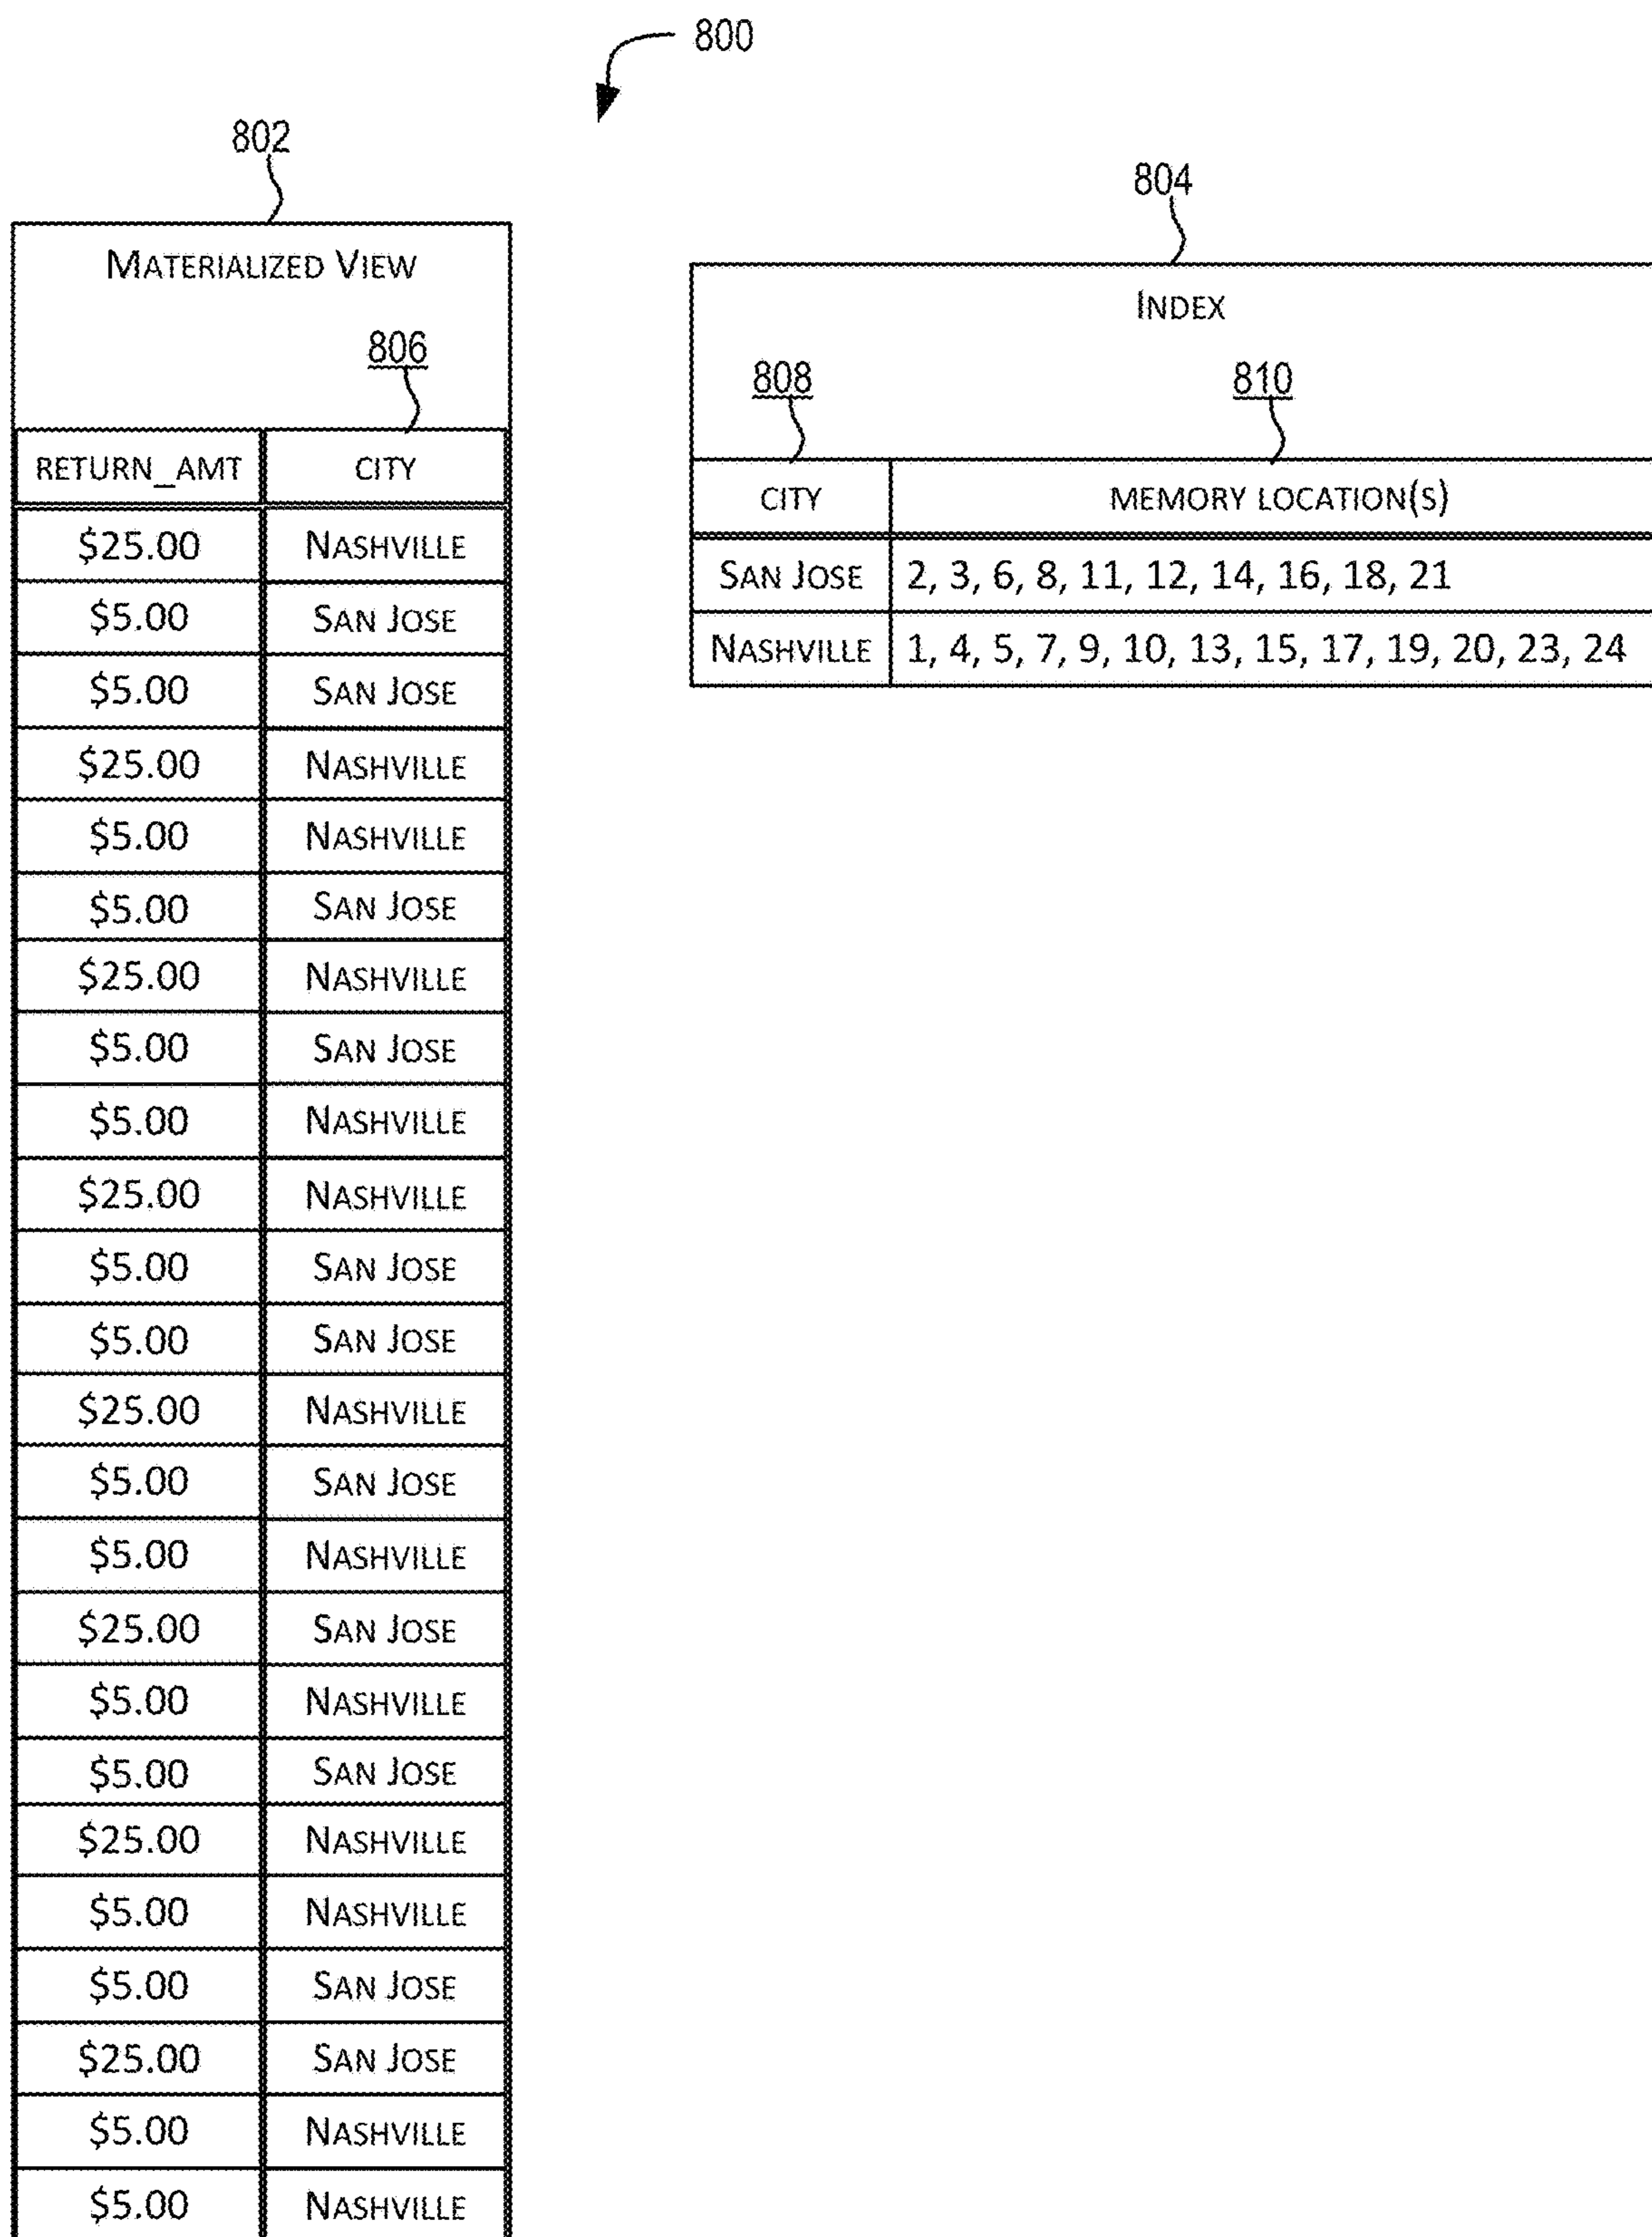 800
802
804
MATERIALIZED VIEW
INDEX
806
808
810
RETURN_AMT CITY
CITY MEMORY LOCATION(S)
$25.00 NASHVILLE
SAN JOSE 2, 3, 6, 8, 11, 12, 14, 16, 18, 21
$5.00 SAN JOSE
NASHVILLE 1, 4, 5, 7, 9, 10, 13, 15, 17, 19, 20, 23, 24
$5.00 SAN JOSE
$25.00 NASHVILLE
$5.00 NASHVILLE
$5.00 SAN JOSE
$25.00 NASHVILLE
$5.00 SAN JOSE
$5.00 NASHVILLE
$25.00 NASHVILLE
$5.00 SAN JOSE
$5.00 SAN JOSE
$25.00 NASHVILLE
$5.00 SAN JOSE
$5.00 NASHVILLE
$25.00 SAN JOSE
$5.00 NASHVILLE
$5.00 SAN JOSE
$25.00 NASHVILLE
$5.00 NASHVILLE
$5.00 SAN JOSE
$25.00 SAN JOSE
$5.00 NASHVILLE
$5.00 NASHVILLE